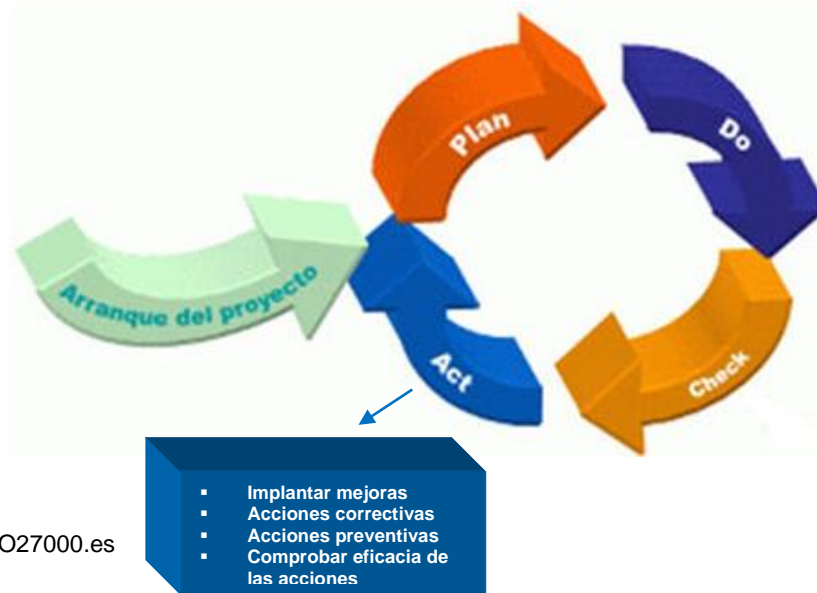 Plan
Do
Arranque del proyecto
Act
Check
▪ Implantar mejoras
▪ Acciones correctivas
▪ Acciones preventivas
▪ Comprobar eficacia de
las acciones
O27000.es